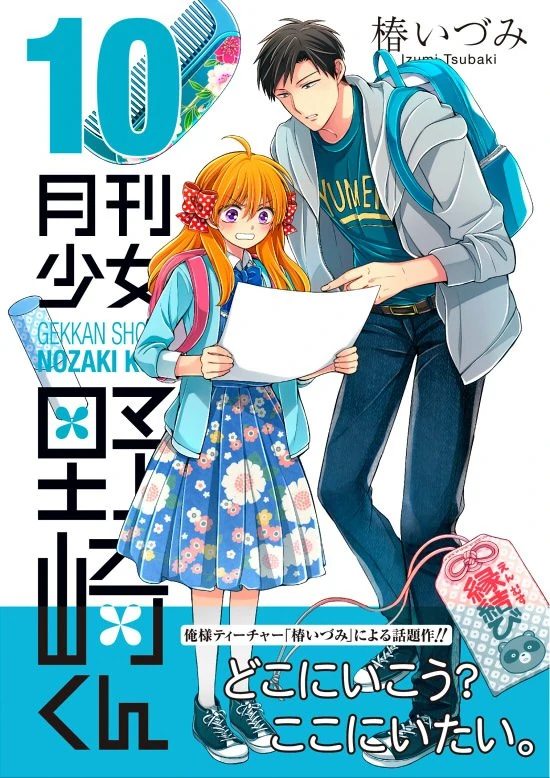 10
椿いづみ
Izumi Tsubaki
YUME
月刊
少女
GEKKAN SHO
NOZAKI K
野
崎
くん
えんむすび
縁結び
俺様ティーチャー「椿いづみ」による話題作!!
どこにいこう?
ここにいたい。